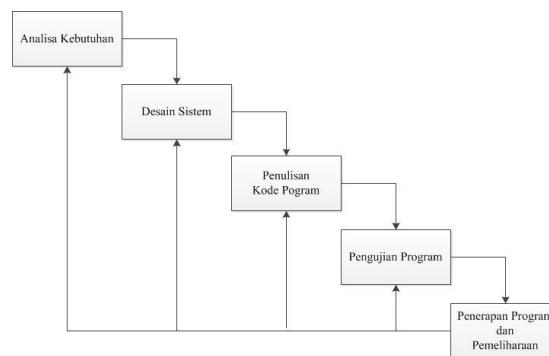 Analisa Kebutuhan
Desain Sistem
Penulisan
Kode Pogram
Pengujian Program
Penerapan Program
dan
Pemeliharaan